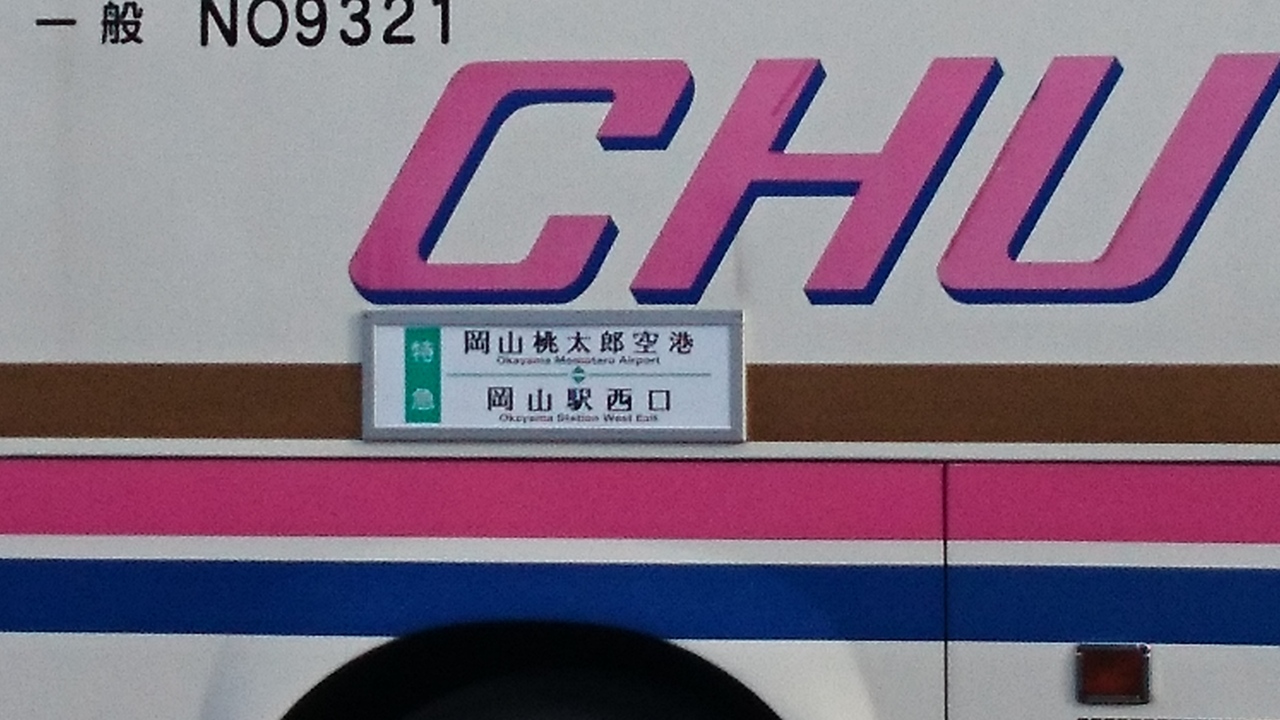 一般 NO9321
CHU
特急
岡山桃太郎空港
Okayama Momotaro Airport
岡山駅西口
Okayama Station West Exit